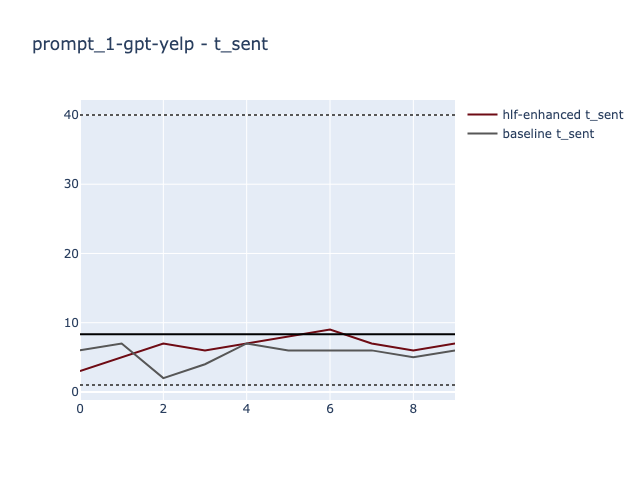 prompt_1-gpt-yelp - t_sent
hlf-enhanced t_sent
baseline t_sent
40
30
20
10
0
0 2 4 6 8